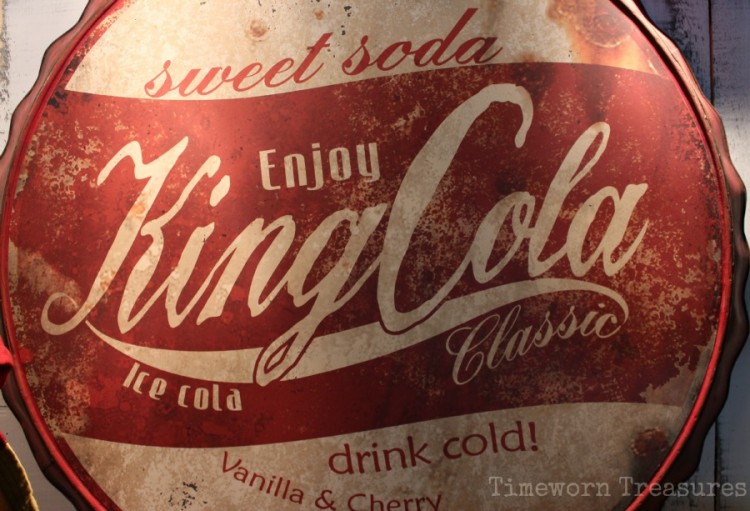 sweet soda
Enjoy
King Cola
Classic
Ice cola
drink cold!
Vanilla & Cherry
Timeworn Treasures